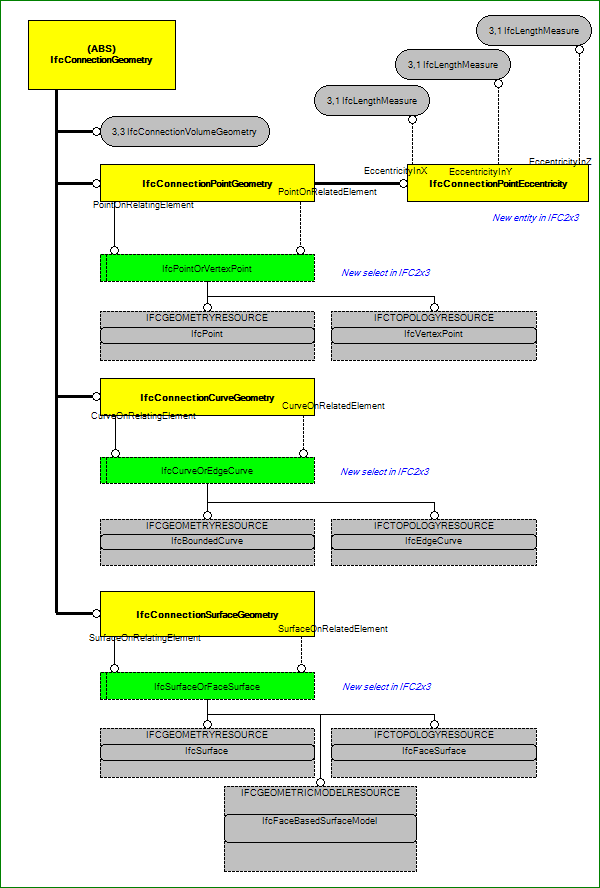 3,1 IfcLengthMeasure
(ABS)
IfcConnectionGeometry
3,1 IfcLengthMeasure
3,1 IfcLengthMeasure
3,3 IfcConnectionVolumeGeometry
EccentricityInZ
EccentricityInX
EccentricityInY
IfcConnectionPointGeometry
IfcConnectionPointEccentricity
PointOnRelatedElement
PointOnRelatingElement
New entity in IFC2x3
IfcPointOrVertexPoint
New select in IFC2x3
IFCGEOMETRYRESOURCE
IFCTOPOLOGYRESOURCE
IfcPoint
IfcVertexPoint
IfcConnectionCurveGeometry
CurveOnRelatedElement
CurveOnRelatingElement
IfcCurveOrEdgeCurve
New select in IFC2x3
IFCGEOMETRYRESOURCE
IFCTOPOLOGYRESOURCE
IfcBoundedCurve
IfcEdgeCurve
IfcConnectionSurfaceGeometry
SurfaceOnRelatedElement
SurfaceOnRelatingElement
IfcSurfaceOrFaceSurface
New select in IFC2x3
IFCGEOMETRYRESOURCE
IFCTOPOLOGYRESOURCE
IfcSurface
IfcFaceSurface
IFCGEOMETRICMODELRESOURCE
IfcFaceBasedSurfaceModel